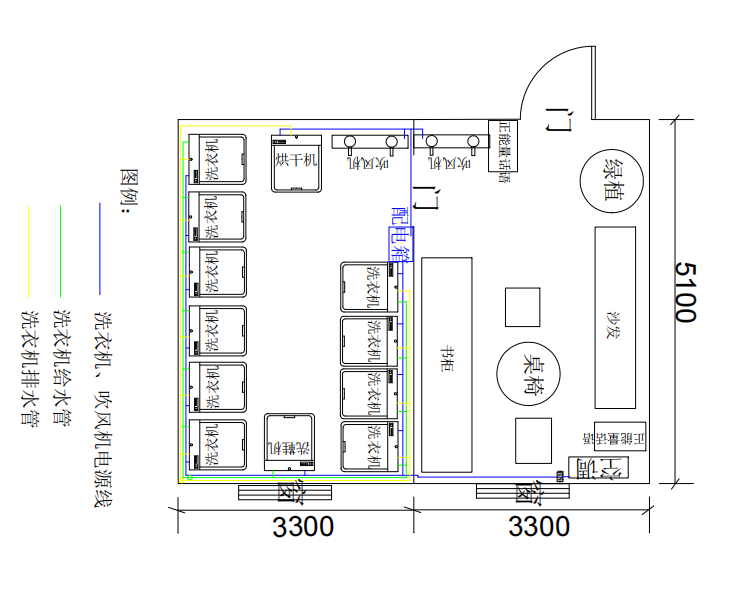 门
正能量话语
绿植
烘干机
吹风机
吹风机
门
配电箱
洗衣机
洗衣机
洗衣机
洗衣机
洗衣机
洗衣机
洗衣机
洗衣机
洗衣机
洗衣机
洗鞋机
书柜
桌椅
沙发
正能量话语
空调
窗
窗
5100
3300
3300
图例：
洗衣机、吹风机电源线
洗衣机给水管
洗衣机排水管